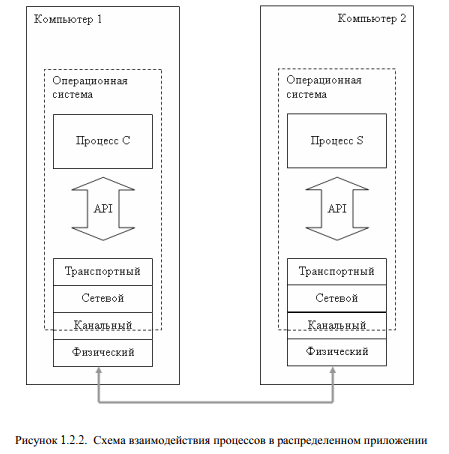 Компьютер 1
Операционная
система
Процесс C
API
Транспортный
Сетевой
Канальный
Физический
Компьютер 2
Операционная
система
Процесс S
API
Транспортный
Сетевой
Канальный
Физический
Рисунок 1.2.2. Схема взаимодействия процессов в распределенном приложении